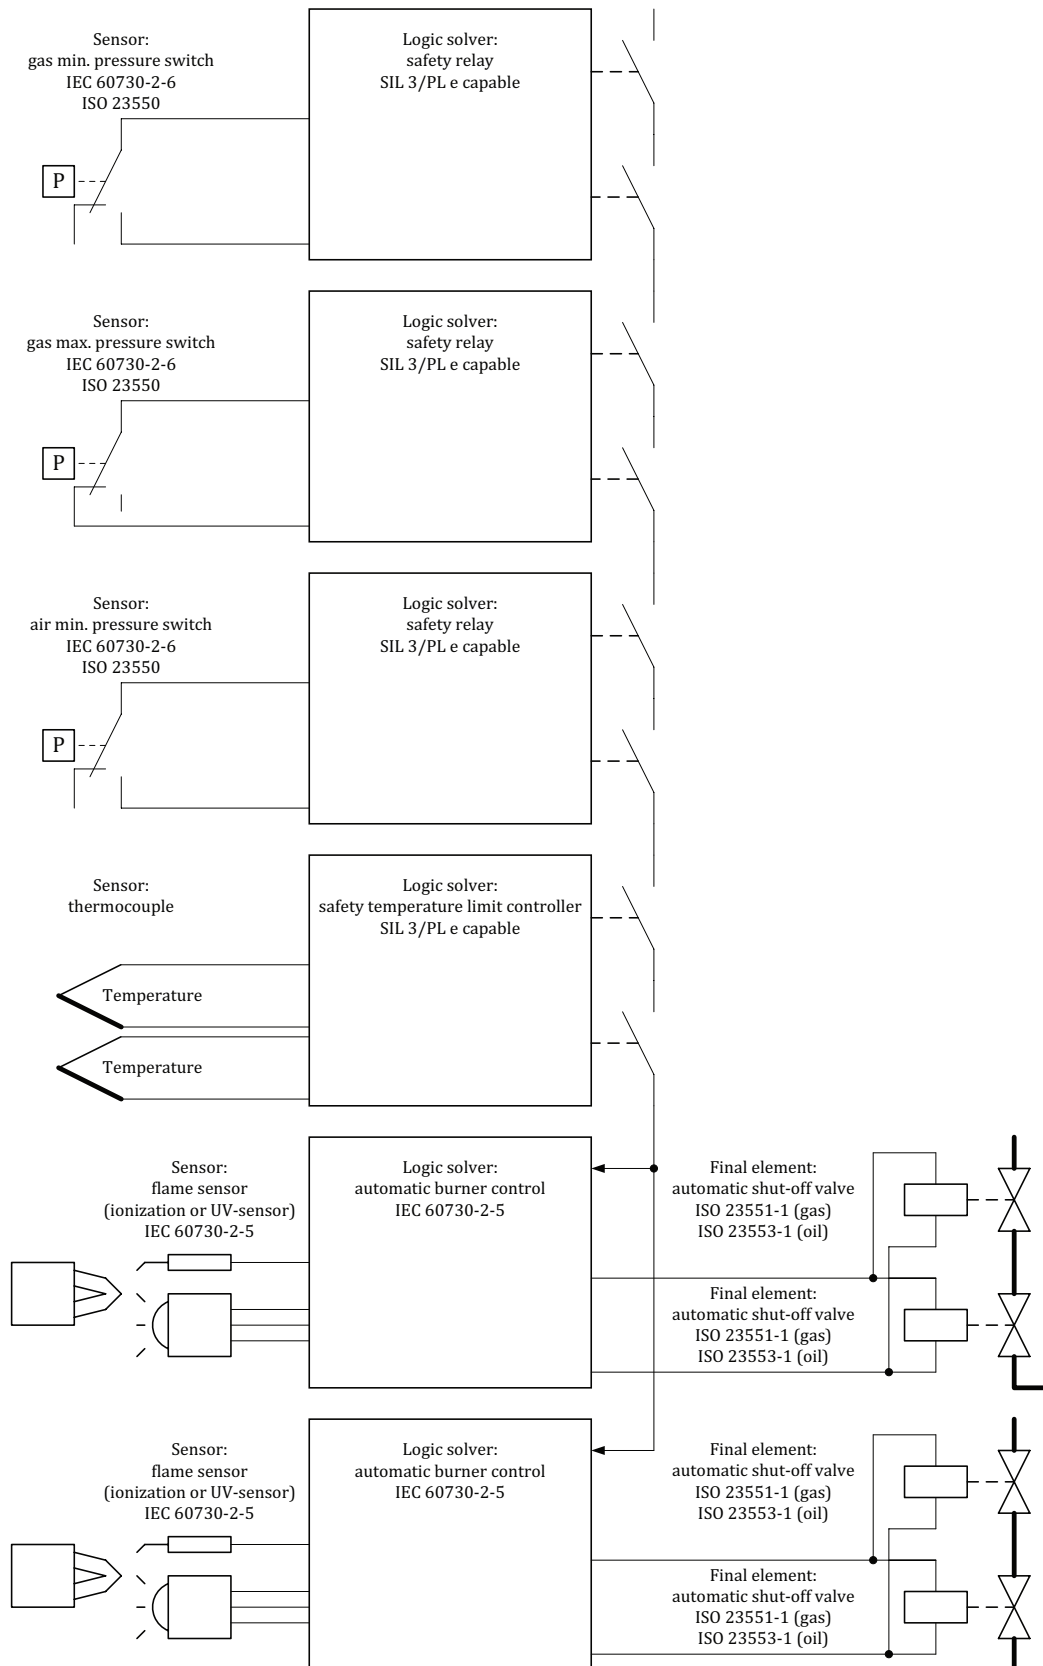 Sensor:
gas min. pressure switch
IEC 60730-2-6
ISO 23550
Logic solver:
safety relay
SIL 3/PL e capable
P
Sensor:
gas max. pressure switch
IEC 60730-2-6
ISO 23550
Logic solver:
safety relay
SIL 3/PL e capable
P
Sensor:
air min. pressure switch
IEC 60730-2-6
ISO 23550
Logic solver:
safety relay
SIL 3/PL e capable
P
Sensor:
thermocouple
Logic solver:
safety temperature limit controller
SIL 3/PL e capable
Temperature
Temperature
Sensor:
flame sensor
(ionization or UV-sensor)
IEC 60730-2-5
Logic solver:
automatic burner control
IEC 60730-2-5
Final element:
automatic shut-off valve
ISO 23551-1 (gas)
ISO 23553-1 (oil)
Final element:
automatic shut-off valve
ISO 23551-1 (gas)
ISO 23553-1 (oil)
Sensor:
flame sensor
(ionization or UV-sensor)
IEC 60730-2-5
Logic solver:
automatic burner control
IEC 60730-2-5
Final element:
automatic shut-off valve
ISO 23551-1 (gas)
ISO 23553-1 (oil)
Final element:
automatic shut-off valve
ISO 23551-1 (gas)
ISO 23553-1 (oil)